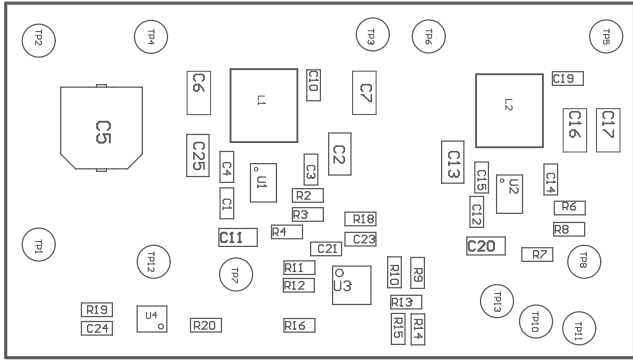 TP2
TP4
TP3
TP6
TP5
C6
L1
C10
C7
L2
C19
C5
C16
C17
C25
C4
C3
C2
C13
U1
C15
U2
C14
C1
R2
C12
R6
R3
R18
R8
C11
R4
C23
C20
TP1
C21
R7
TP12
TP7
R11
TP8
R12
U3
R10
R9
R13
TP13
R19
U4
C24
R20
R16
R15
R14
TP10
TP11